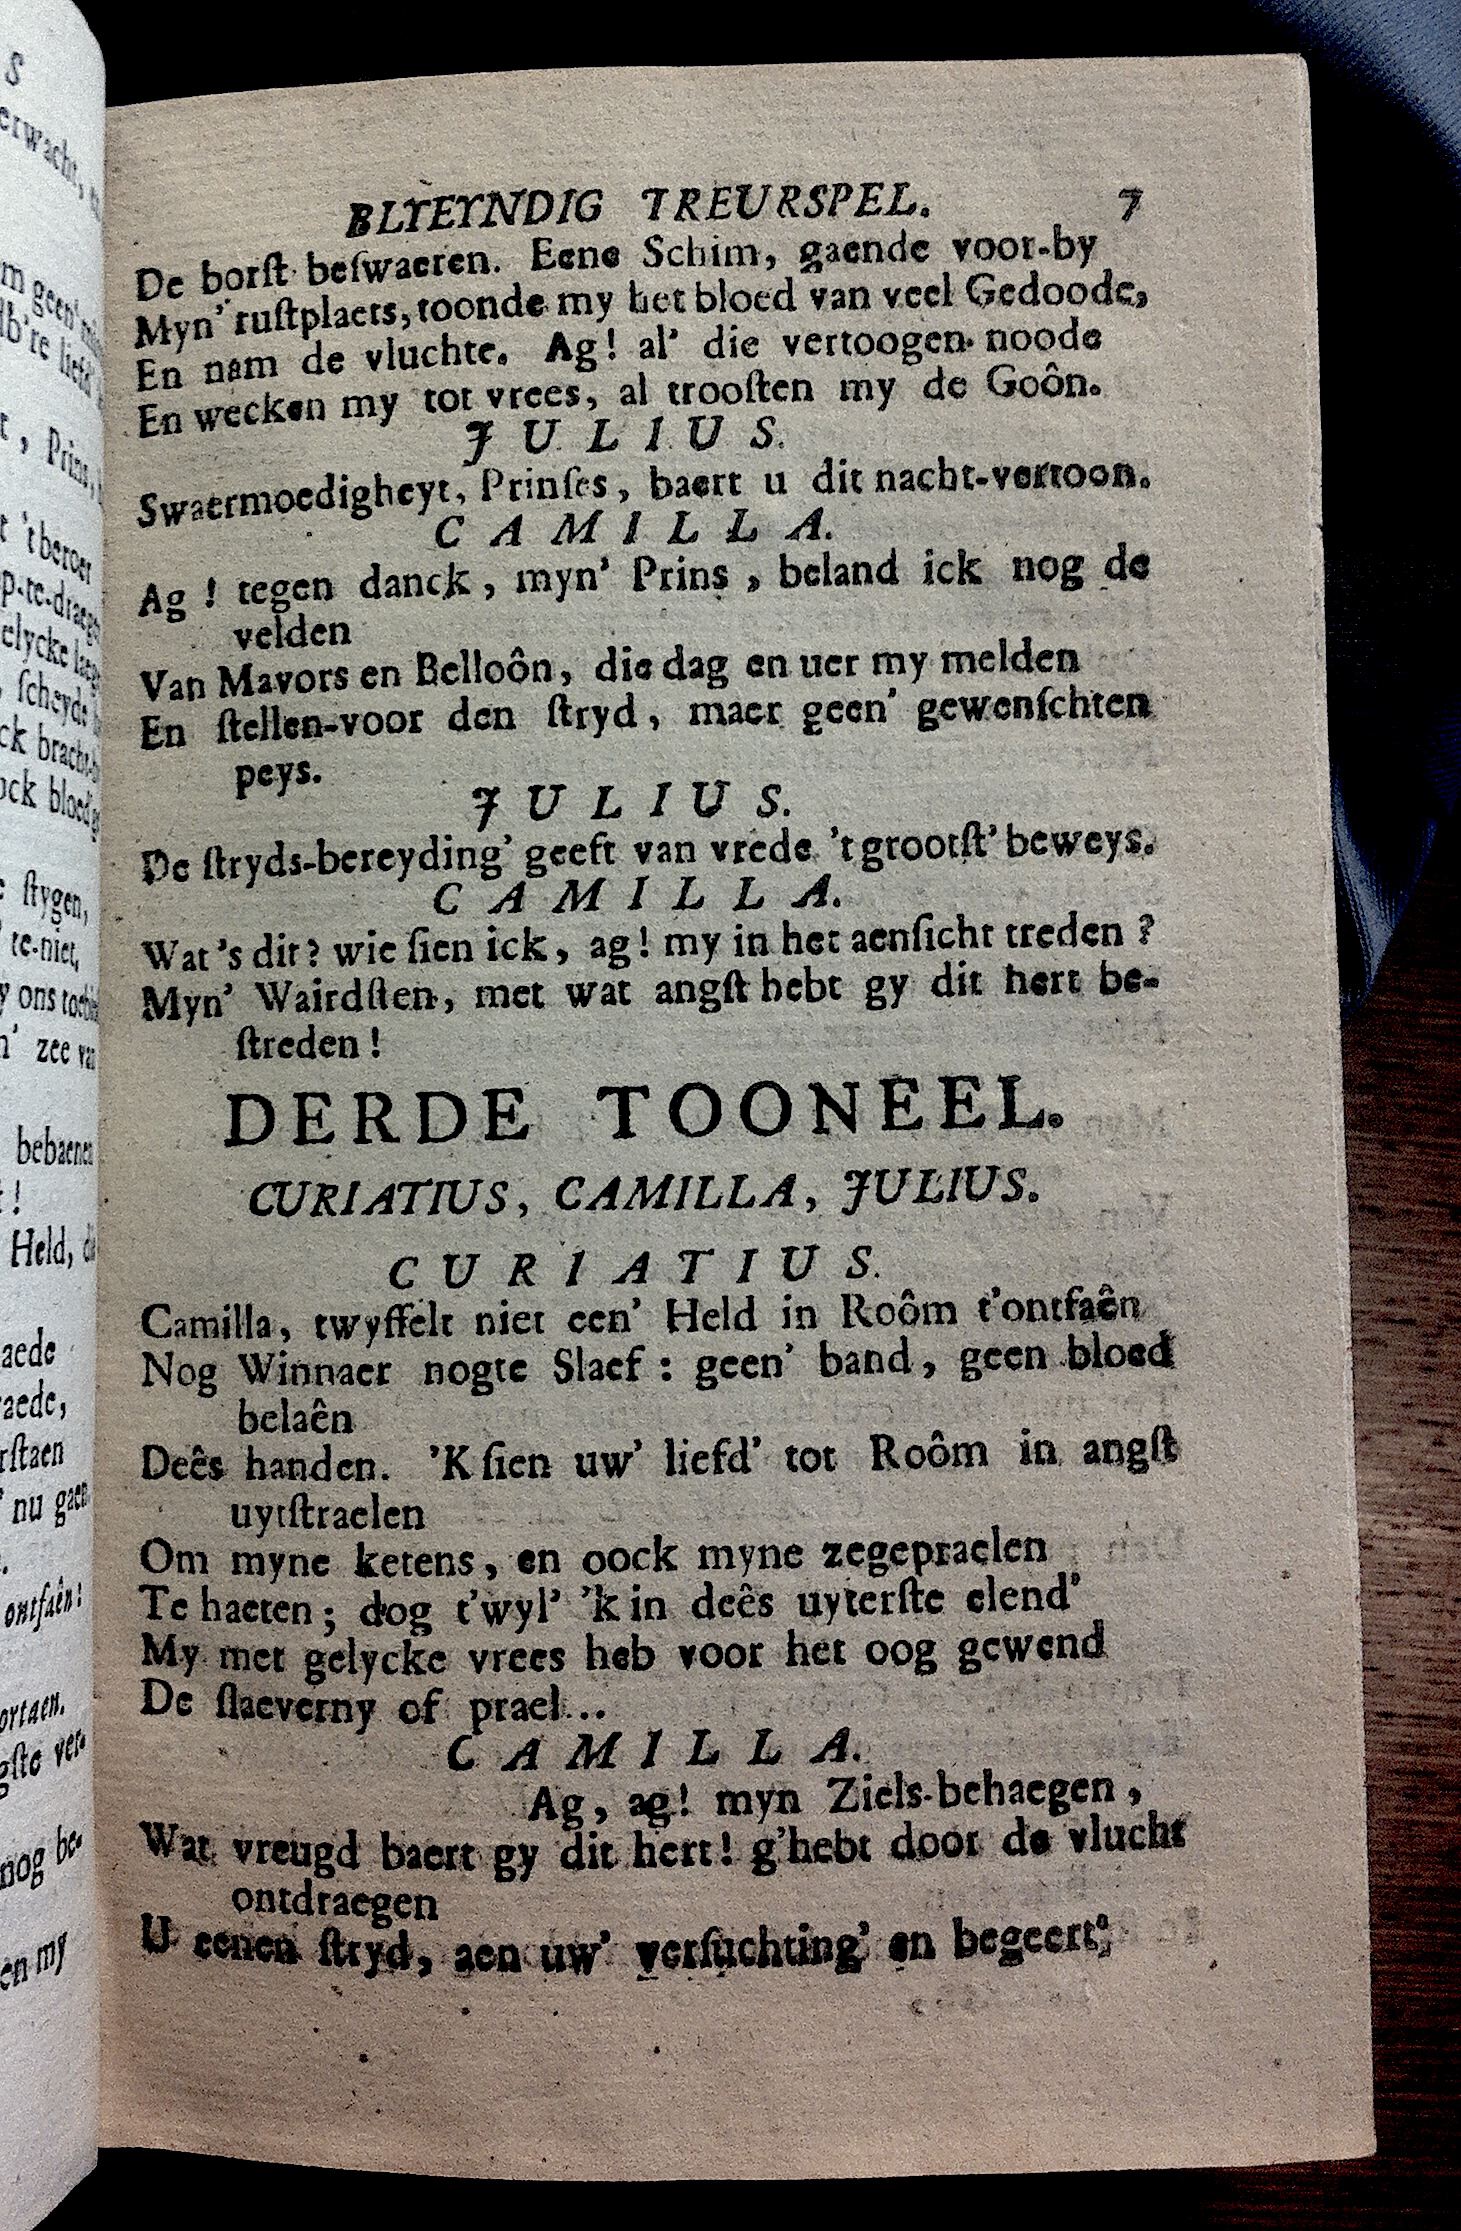 BLYEYNDIG TREURSPEL. 7
De borſt beſwaeren. Eene Schim, gaende voor-by
Myn' ruſtplaets, toonde my het bloed van veel Gedoode,
En nam de vluchte. Ag! al' die vertoogen noode
En wecken my tot vrees, al trooſten my de Goôn.
JULIUS.
Swaermoedigheyt, Prinſes, baert u dit nacht-vertoon.
CAMILLA.
Ag! tegen danck, myn' Prins, beland ick nog de
velden
Van Mavors en Belloôn, die dag en uer my melden
En ſtellen-voor den ſtryd, maer geen' gewenſchten
peys.
JULIUS.
De ſtryds-bereyding' geeft van vrede 't grootſt' beweys.
CAMILLA.
Wat 's dit? wie ſien ick, ag! my in het aenſicht treden?
Myn' Wairdſten, met wat angſt hebt gy dit hert be-
ſtreden!
DERDE TOONEEL.
CURIATIUS, CAMILLA, JULIUS.
CURIATIUS.
Camilla, twyffelt niet een' Held in Roôm t'ontfaên
Nog Winnaer nogte Slaef: geen' band, geen bloed
belaên
Deês handen. 'K ſien uw' liefd' tot Roôm in angſt
uytſtraelen
Om myne ketens, en oock myne zegepraelen
Te haeten; dog t'wyl' 'k in deês uyterſte elend'
My met gelycke vrees heb voor het oog gewend
De ſlaeverny of prael...
CAMILLA.
Ag, ag! myn Ziels-behaegen,
Wat vreugd baert gy dit hert! g'hebt door de vlucht
ontdraegen
U eenen ſtryd, aen uw' verſuchting' en begeert;